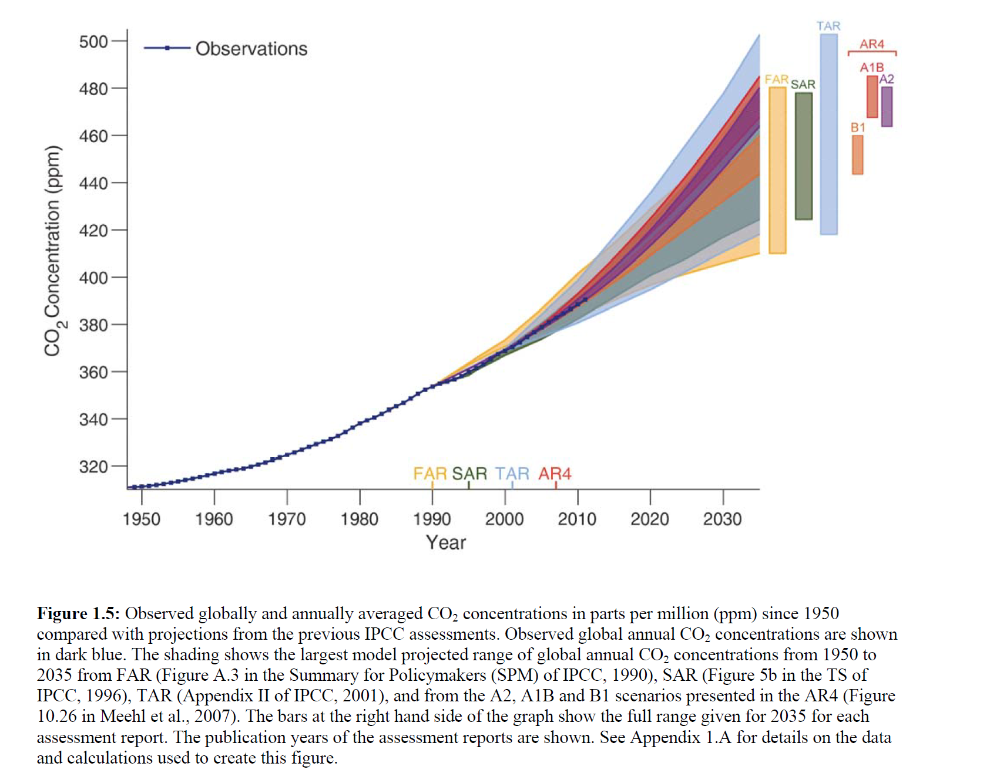 TAR
500
Observations
AR4
A1B
480
FAR
SAR
A2
460
B1
440
CO2 Concentration (ppm)
420
400
380
360
340
320
FAR SAR TAR AR4
1950 1960 1970 1980 1990 2000 2010 2020 2030
Year
Figure 1.5: Observed globally and annually averaged CO2 concentrations in parts per million (ppm) since 1950
compared with projections from the previous IPCC assessments. Observed global annual CO2 concentrations are shown
in dark blue. The shading shows the largest model projected range of global annual CO2 concentrations from 1950 to
2035 from FAR (Figure A.3 in the Summary for Policymakers (SPM) of IPCC, 1990), SAR (Figure 5b in the TS of
IPCC, 1996), TAR (Appendix II of IPCC, 2001), and from the A2, A1B and B1 scenarios presented in the AR4 (Figure
10.26 in Meehl et al., 2007). The bars at the right hand side of the graph show the full range given for 2035 for each
assessment report. The publication years of the assessment reports are shown. See Appendix 1.A for details on the data
and calculations used to create this figure.